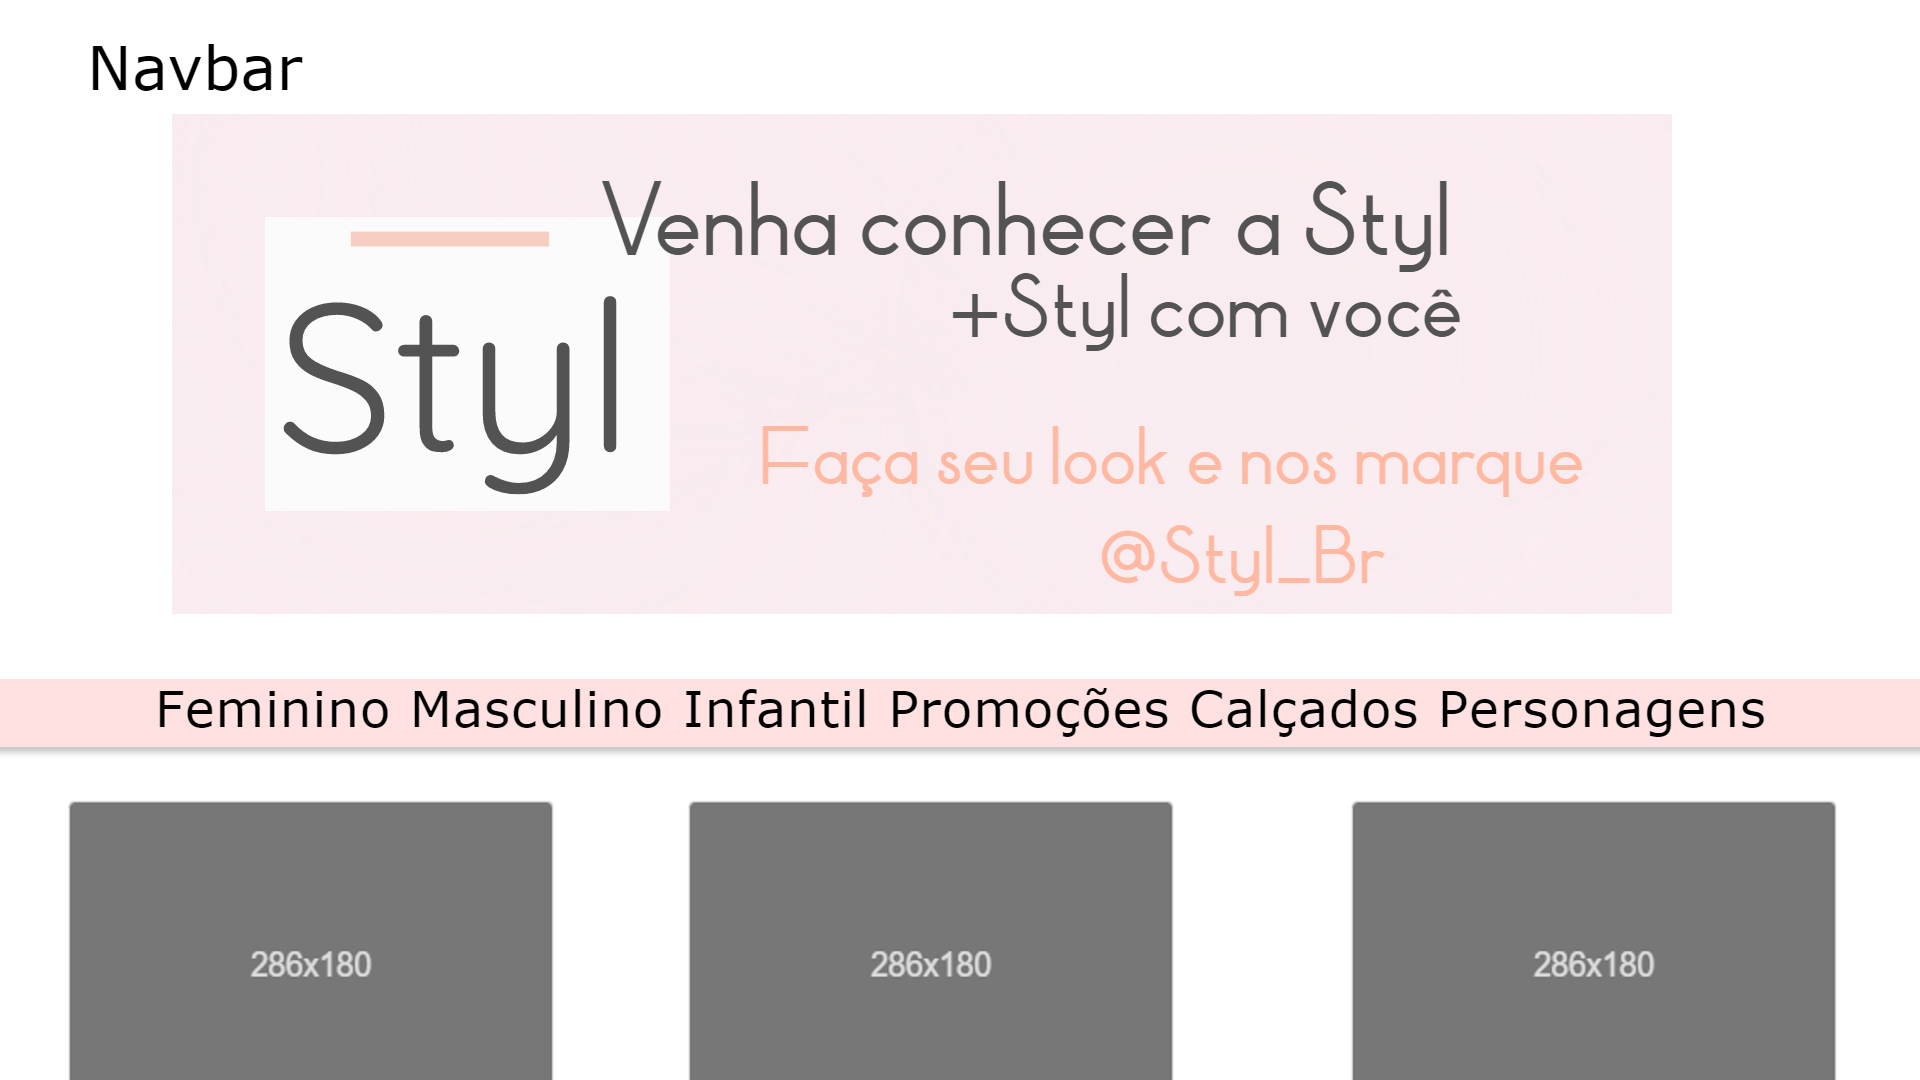 Navbar
Venha conhecer a Styl
+Styl com você
Styl
Faça seu look e nos marque
@Styl_Br
Feminino Masculino Infantil Promoções Calçados Personagens
286x180
286x180
286x180